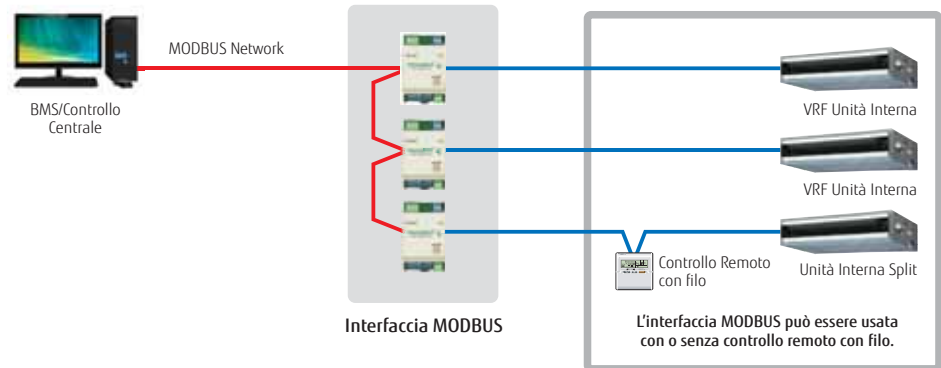 MODBUS Network
BMS/Controllo
Centrale
VRF Unità Interna
VRF Unità Interna
Controllo Remoto
con filo
Unità Interna Split
Interfaccia MODBUS
L'interfaccia MODBUS può essere usata
con o senza controllo remoto con filo.